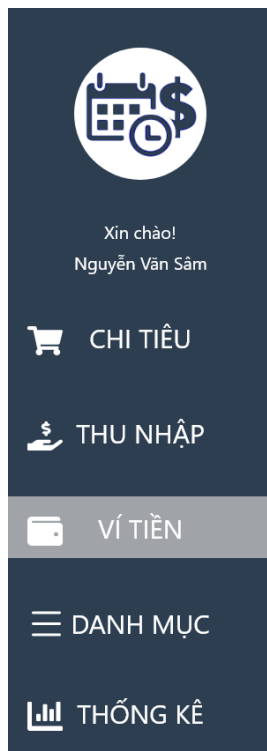 Xin chào!
Nguyễn Văn Sâm
CHI TIÊU
THU NHẬP
VÍ TIỀN
DANH MỤC
THỐNG KÊ